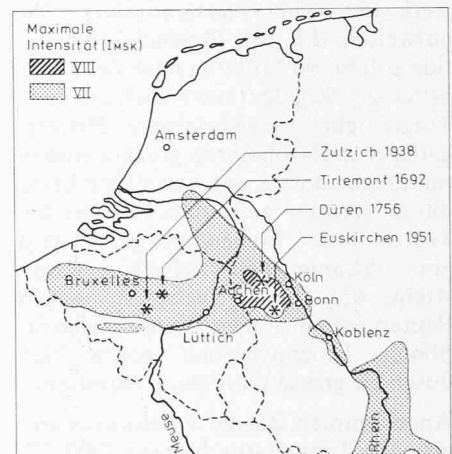 Maximale
Intensität (IMSK)
VIII
VII
Amsterdam
Zulzich 1938
Tirlemont 1692
Düren 1756
Euskirchen 1951
Bruxelles
Aachen
Köln
Bonn
Lüttich
Koblenz
Meuse
Rhein